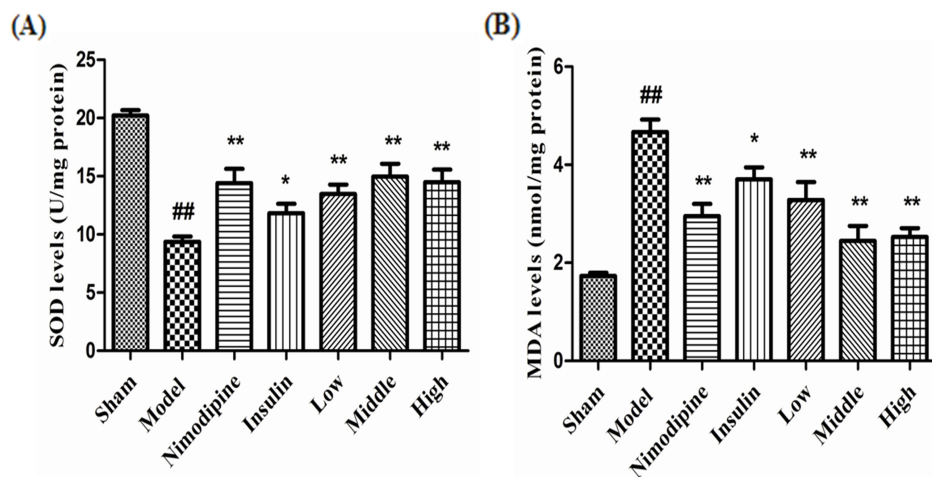 (A)
SOD levels (U/mg protein)
25
20
15
10
5
0
##
**
*
**
**
**
Sham
Model
Nimodipine
Insulin
Low
Middle
High
(B)
MDA levels (nmol/mg protein)
6
4
2
0
##
**
*
**
**
**
Sham
Model
Nimodipine
Insulin
Low
Middle
High